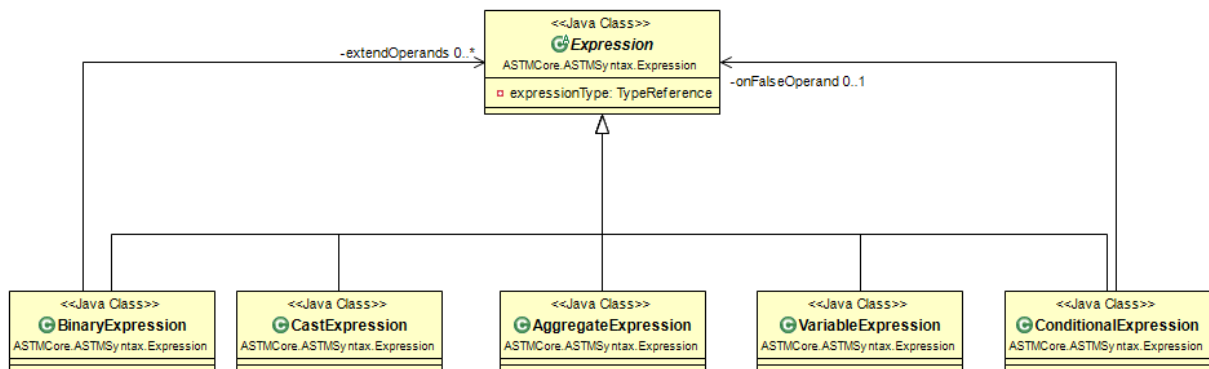 <<Java Class>>
Expression
ASTMCore.ASTMSyntax.Expression
expressionType: TypeReference
-extendOperands 0..*
-onFalseOperand 0..1
<<Java Class>>
BinaryExpression
ASTMCore.ASTMSyntax.Expression
<<Java Class>>
CastExpression
ASTMCore.ASTMSyntax.Expression
<<Java Class>>
AggregateExpression
ASTMCore.ASTMSyntax.Expression
<<Java Class>>
VariableExpression
ASTMCore.ASTMSyntax.Expression
<<Java Class>>
ConditionalExpression
ASTMCore.ASTMSyntax.Expression